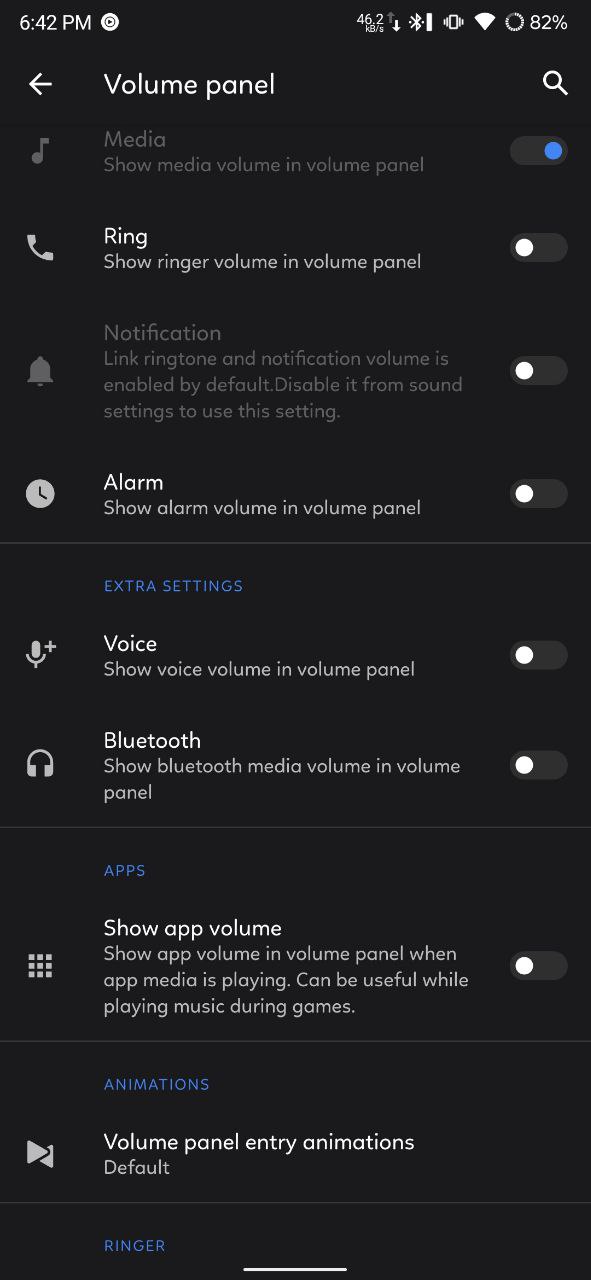 6:42 PM 46.2 kB/s 82%
Volume panel
Media
Show media volume in volume panel
Ring
Show ringer volume in volume panel
Notification
Link ringtone and notification volume is
enabled by default.Disable it from sound
settings to use this setting.
Alarm
Show alarm volume in volume panel
EXTRA SETTINGS
Voice
Show voice volume in volume panel
Bluetooth
Show bluetooth media volume in volume
panel
APPS
Show app volume
Show app volume in volume panel when
app media is playing. Can be useful while
playing music during games.
ANIMATIONS
Volume panel entry animations
Default
RINGER